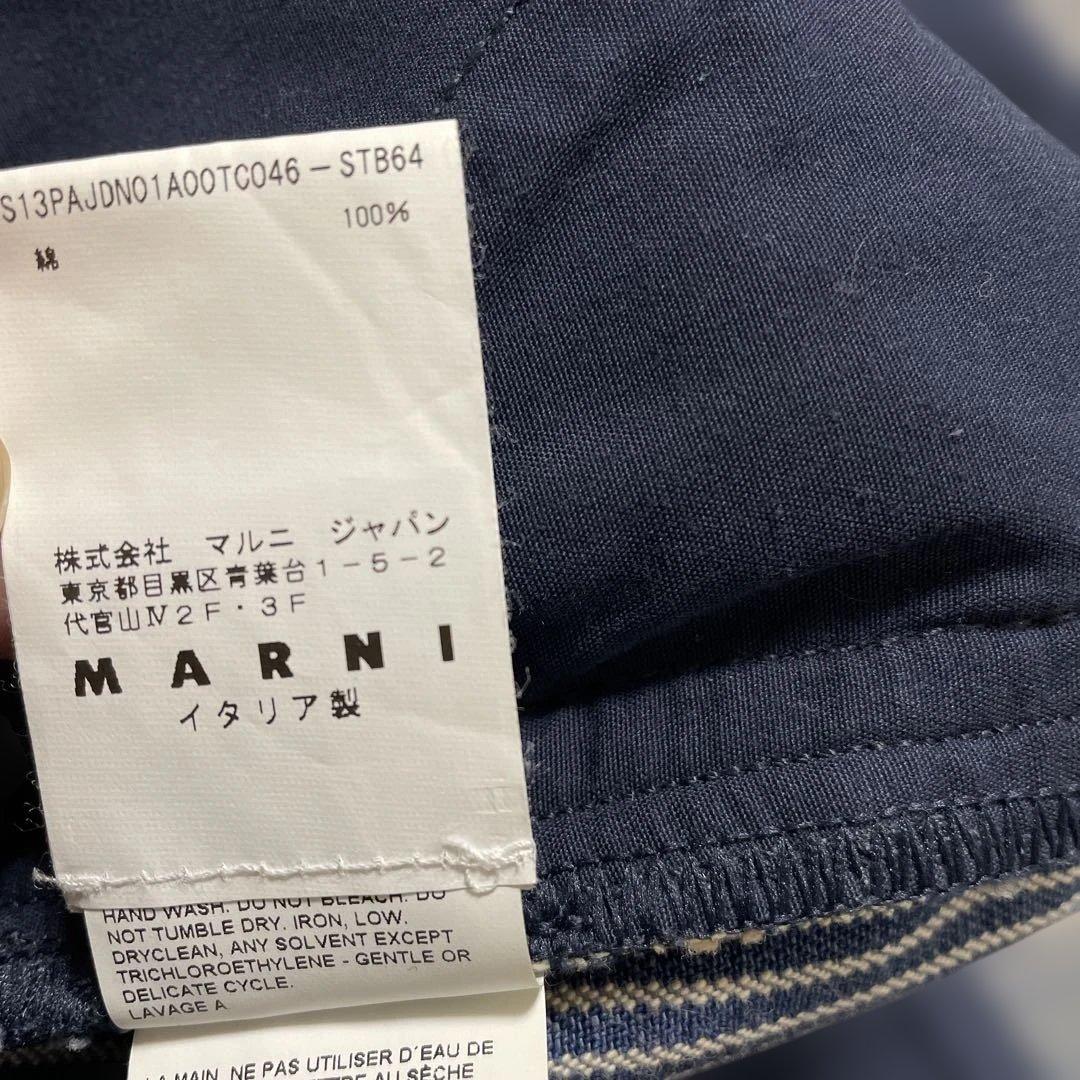 S13PAJDN01A00TC046 – STB64
綿 100%
株式会社 マルニ ジャパン
東京都目黒区青葉台1-5-2
代官山Ⅳ2F・3F
MARNI
イタリア製
HAND WASH. DO NOT BLEACH. DO
NOT TUMBLE DRY. IRON, LOW.
DRYCLEAN, ANY SOLVENT EXCEPT
TRICHLOROETHYLENE - GENTLE OR
DELICATE CYCLE.
LAVAGE A
LA MAIN. NE PAS UTILISER D´EAU DE
AU SÈCHE